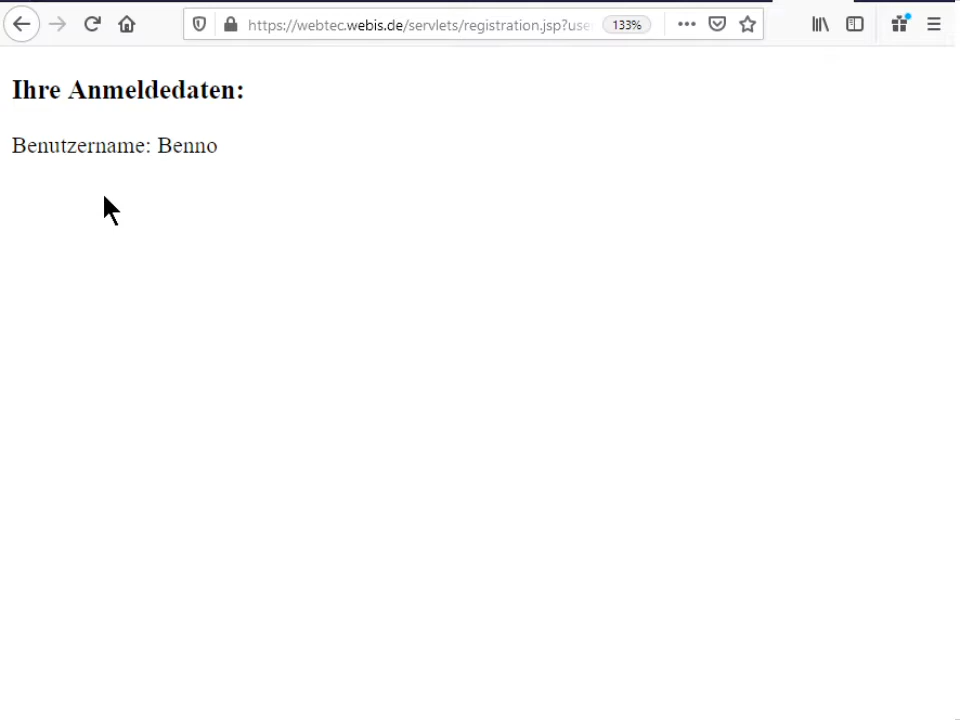 https://webtec.webis.de/servlets/registration.jsp?use
133%
Ihre Anmeldedaten:
Benutzername: Benno